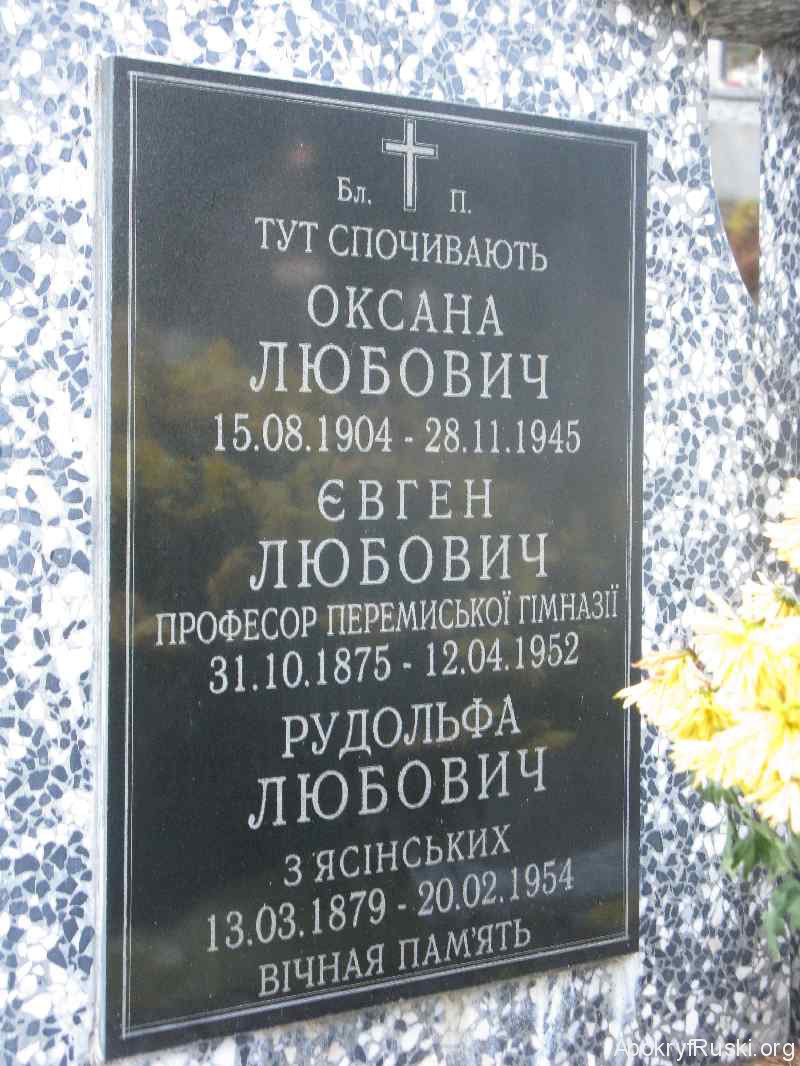 Бл. П.
ТУТ СПОЧИВАЮТЬ
ОКСАНА
ЛЮБОВИЧ
15.08.1904 - 28.11.1945
ЄВГЕН
ЛЮБОВИЧ
ПРОФЕСОР ПЕРЕМИСЬКОЇ ГІМНАЗІЇ
31.10.1875 - 12.04.1952
РУДОЛЬФА
ЛЮБОВИЧ
З ЯСІНСЬКИХ
13.03.1879 - 20.02.1954
ВІЧНАЯ ПАМ'ЯТЬ
ApokryfRuski.org